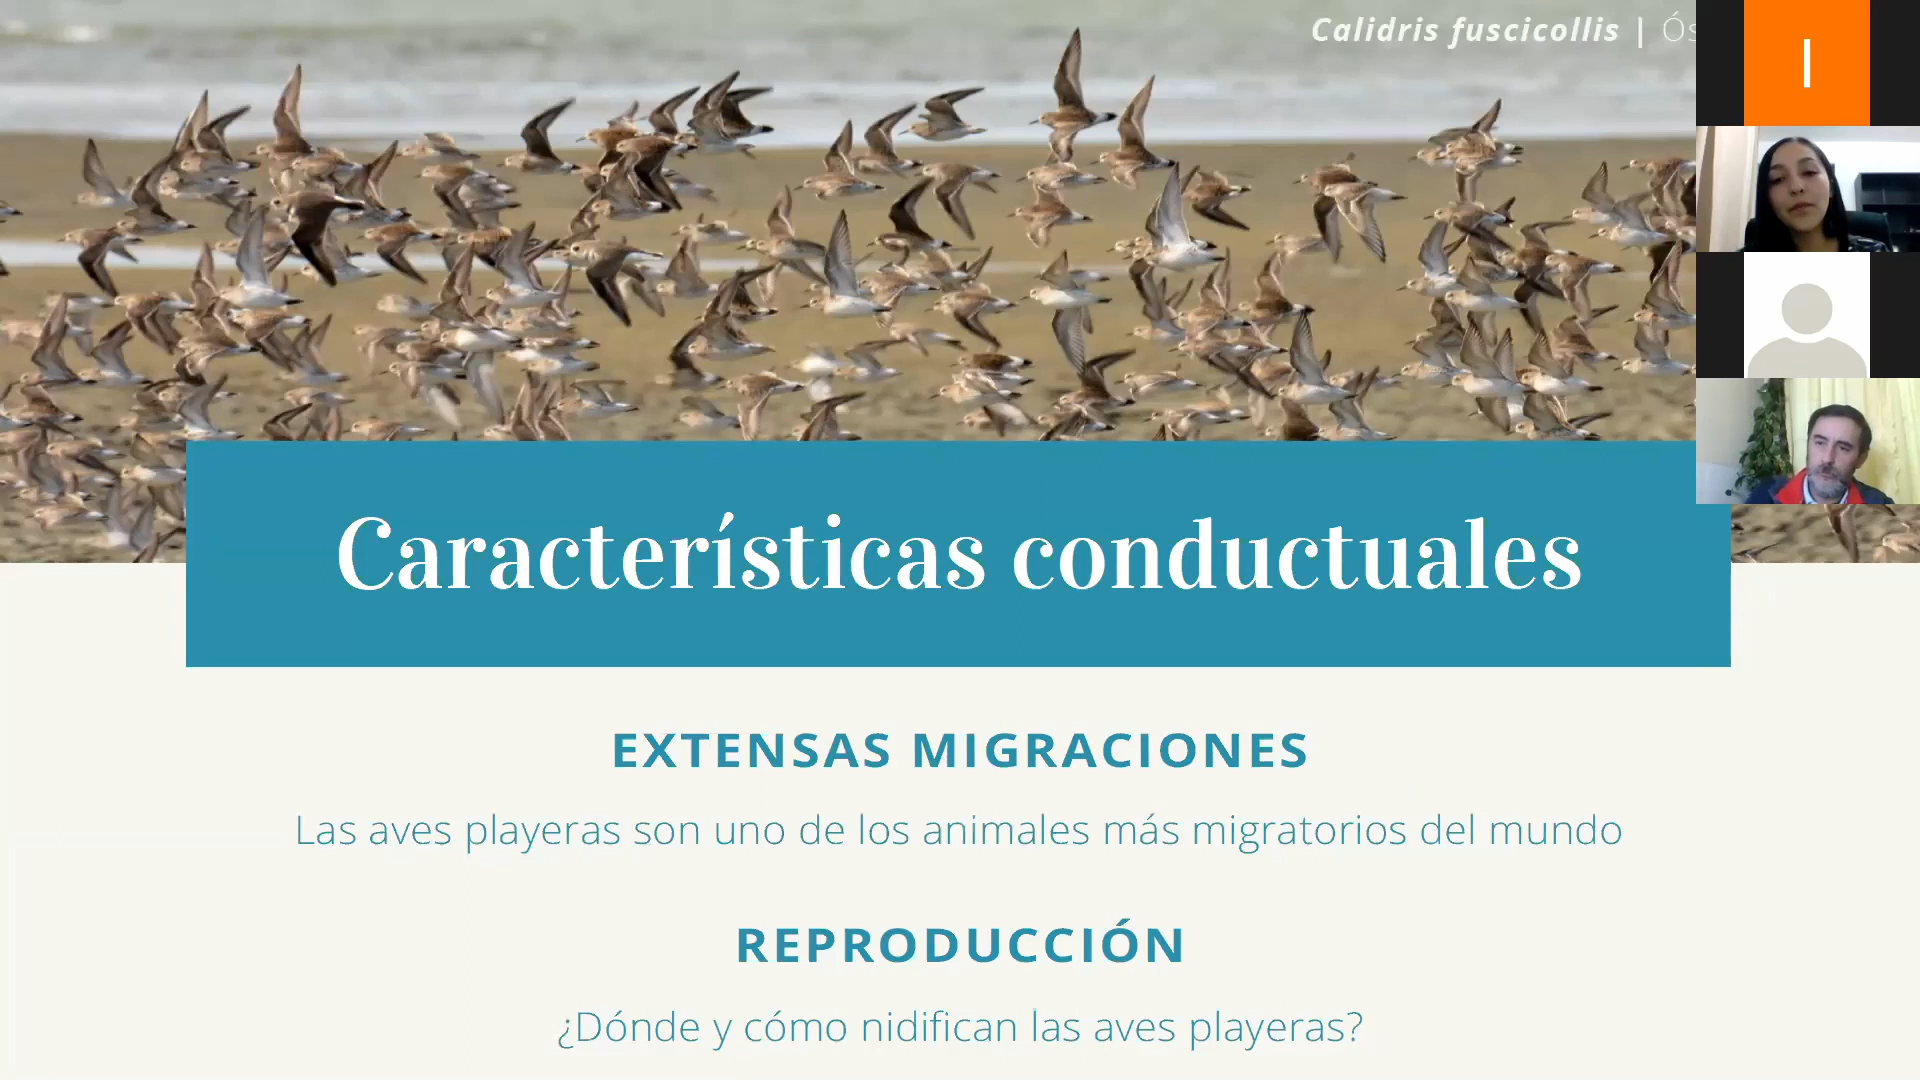 Calidris fuscicollis |
I
Características conductuales
EXTENSAS MIGRACIONES
Las aves playeras son uno de los animales más migratorios del mundo
REPRODUCCIÓN
¿Dónde y cómo nidifican las aves playeras?